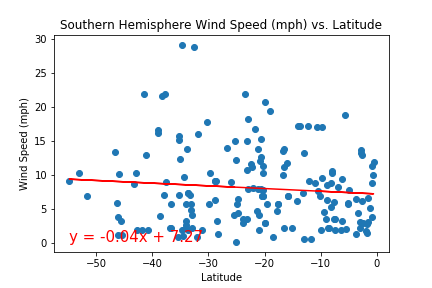 Southern Hemisphere Wind Speed (mph) vs. Latitude
30
25
20
15
10
5
0
Wind Speed (mph)
y = -0.04x + 7.27
−50 −40 −30 −20 −10 0
Latitude